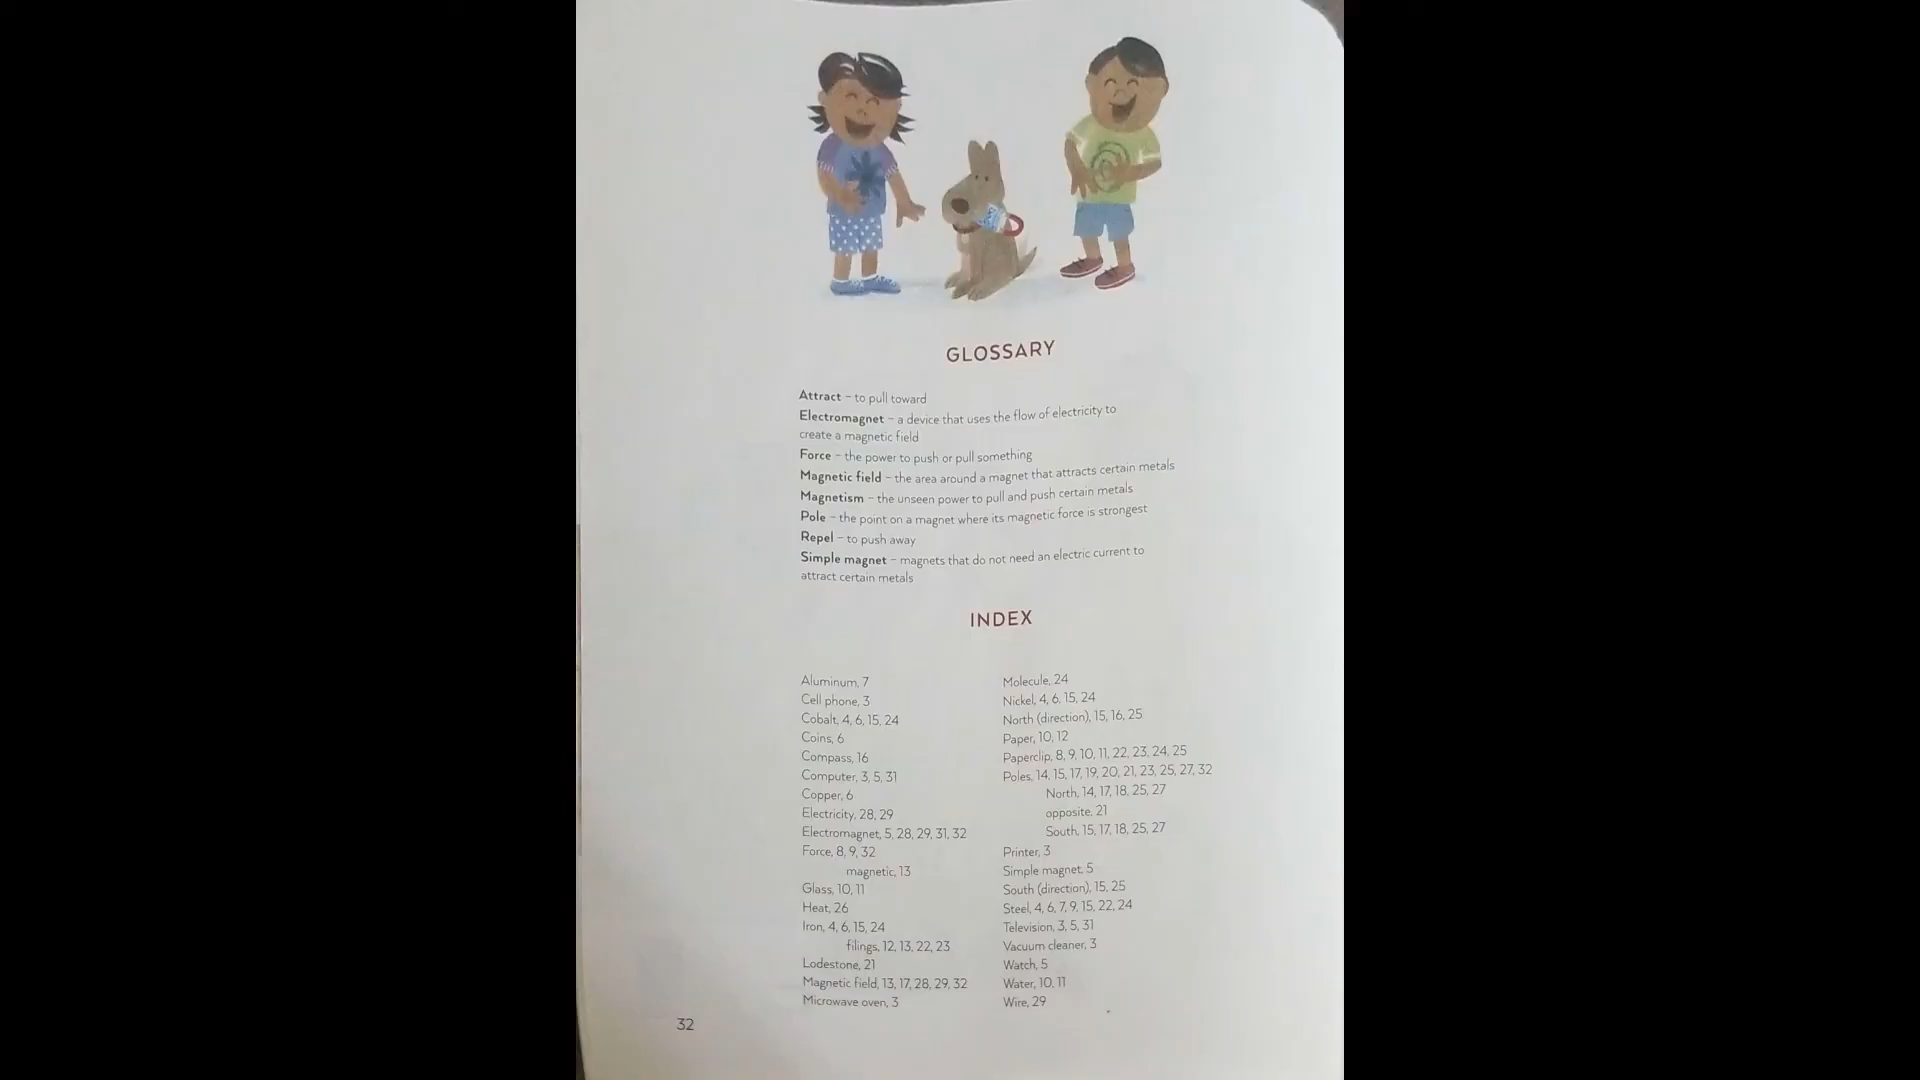 GLOSSARY
Attract – to pull toward
Electromagnet – a device that uses the flow of electricity to
create a magnetic field
Force – the power to push or pull something
Magnetic field – the area around a magnet that attracts certain metals
Magnetism – the unseen power to pull and push certain metals
Pole – the point on a magnet where its magnetic force is strongest
Repel – to push away
Simple magnet – magnets that do not need an electric current to
attract certain metals
INDEX
Aluminum, 7
Cell phone, 3
Cobalt, 4, 6, 15, 24
Coins, 6
Compass, 16
Computer, 3, 5, 31
Copper, 6
Electricity, 28, 29
Electromagnet, 5, 28, 29, 31, 32
Force, 8, 9, 32
magnetic, 13
Glass, 10, 11
Heat, 26
Iron, 4, 6, 15, 24
filings, 12, 13, 22, 23
Lodestone, 21
Magnetic field, 13, 17, 28, 29, 32
Microwave oven, 3
Molecule, 24
Nickel, 4, 6, 15, 24
North (direction), 15, 16, 25
Paper, 10, 12
Paperclip, 8, 9, 10, 11, 22, 23, 24, 25
Poles, 14, 15, 17, 19, 20, 21, 23, 25, 27, 32
North, 14, 17, 18, 25, 27
opposite, 21
South, 15, 17, 18, 25, 27
Printer, 3
Simple magnet, 5
South (direction), 15, 25
Steel, 4, 6, 7, 9, 15, 22, 24
Television, 3, 5, 31
Vacuum cleaner, 3
Watch, 5
Water, 10, 11
Wire, 29
32